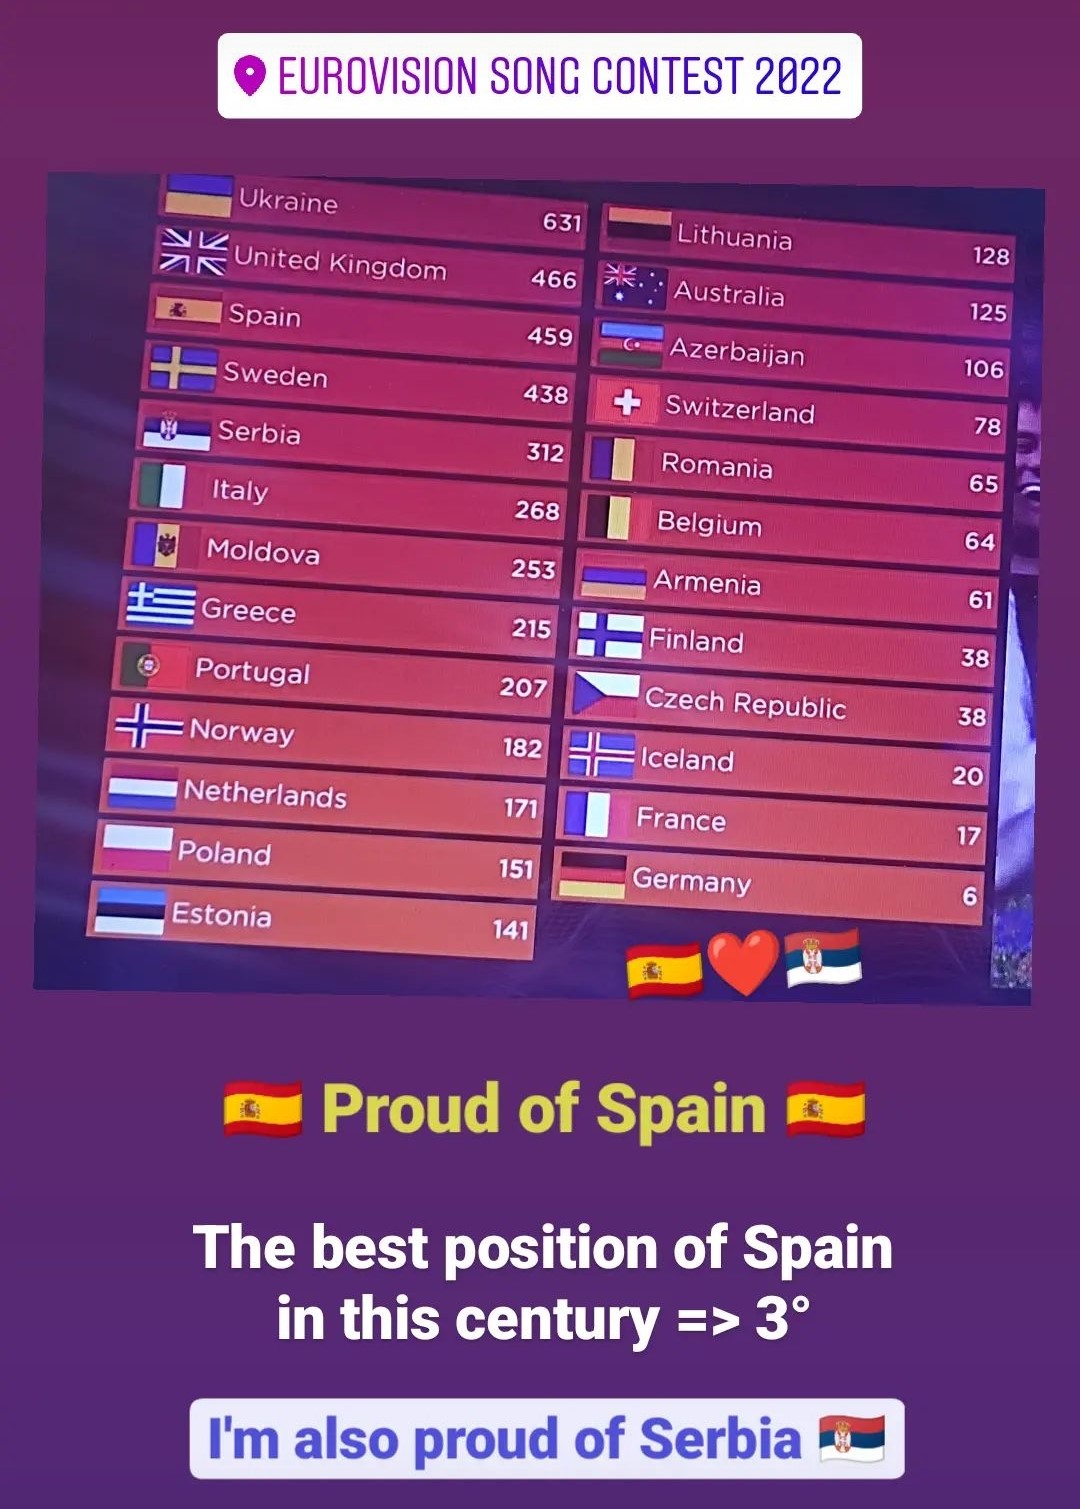 EUROVISION SONG CONTEST 2022
Ukraine 631
United Kingdom 466
Spain 459
Sweden 438
Serbia 312
Italy 268
Moldova 253
Greece 215
Portugal 207
Norway 182
Netherlands 171
Poland 151
Estonia 141
Lithuania 128
Australia 125
Azerbaijan 106
Switzerland 78
Romania 65
Belgium 64
Armenia 61
Finland 38
Czech Republic 38
Iceland 20
France 17
Germany 6
🇪🇸❤️🇷🇸
🇪🇸 Proud of Spain 🇪🇸
The best position of Spain
in this century => 3°
I'm also proud of Serbia 🇷🇸